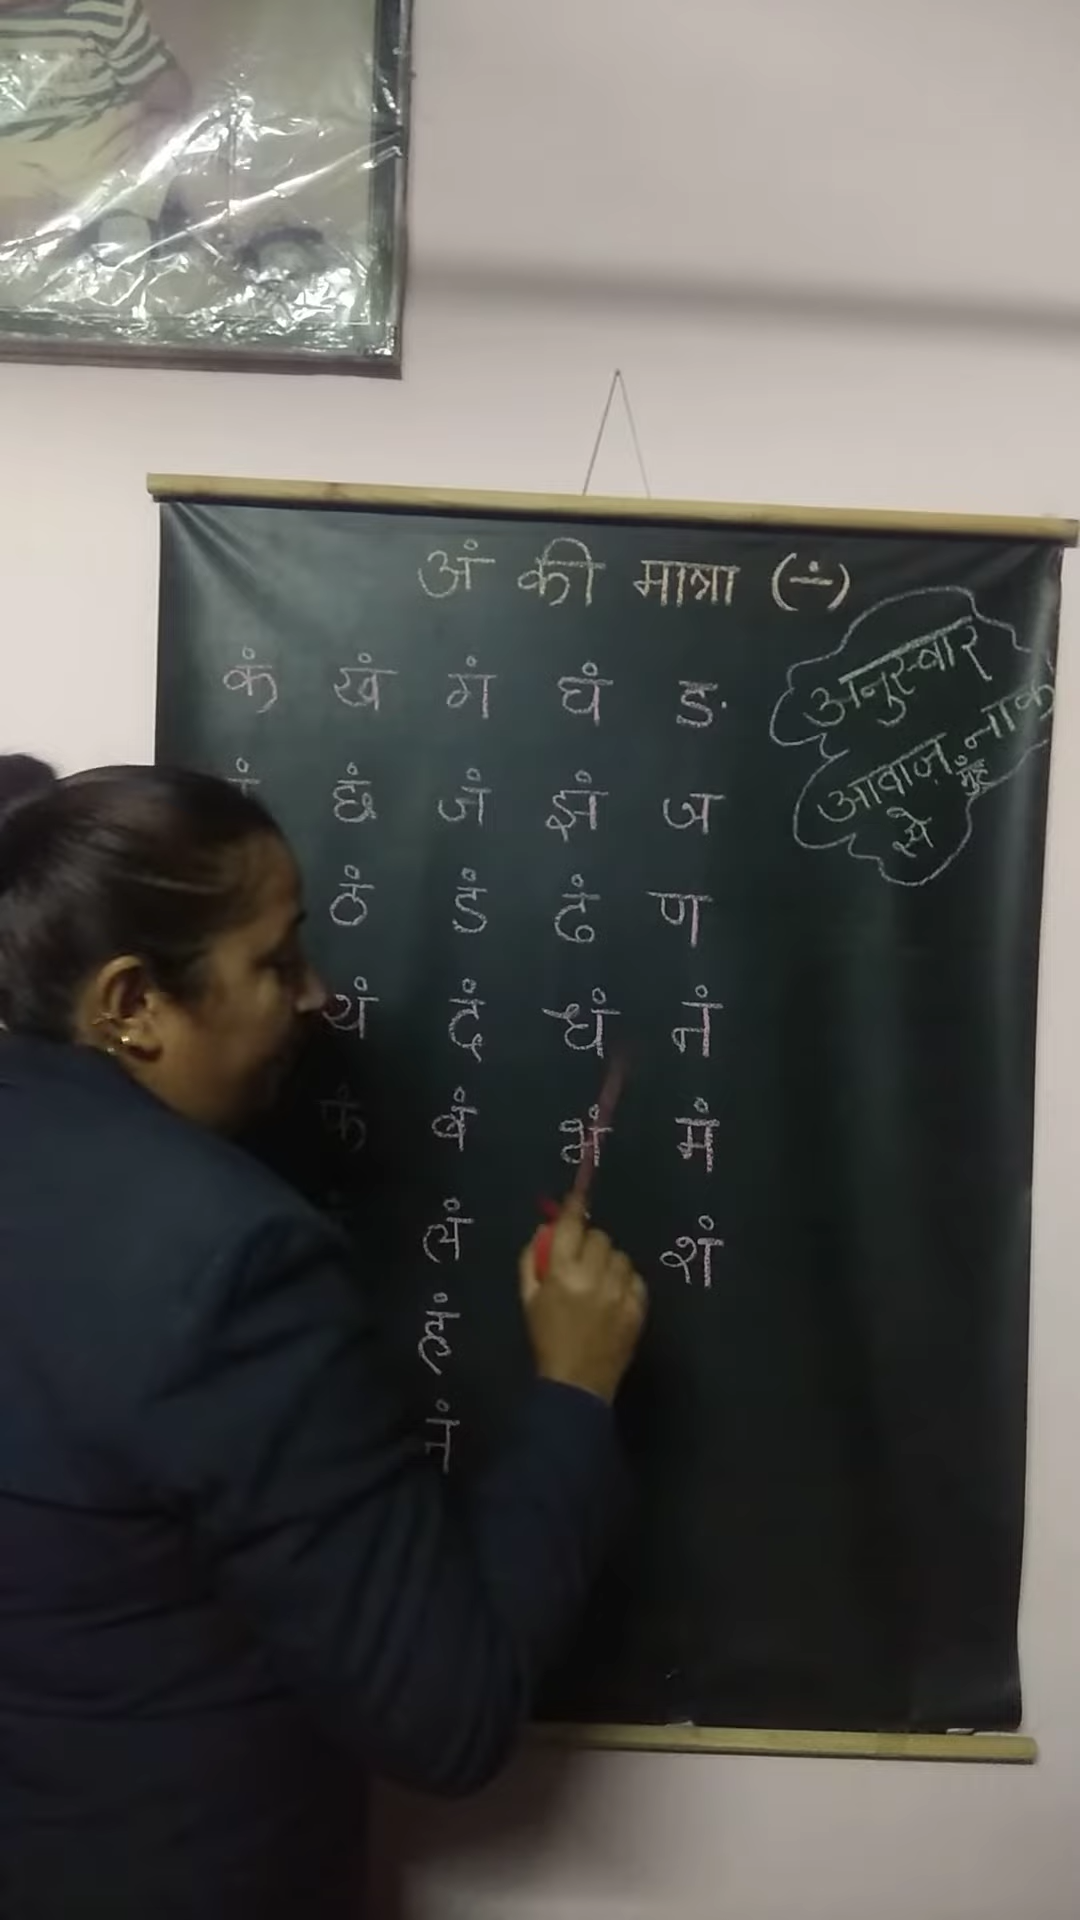 अं की मात्रा (∸)
कं खं गं घं ङ
छं जं झं ञ
ठं डं ढं ण
थं दं धं नं
फं बं भं मं
लं शं
अनुस्वार
आवाज़ नाक
मुँह
से